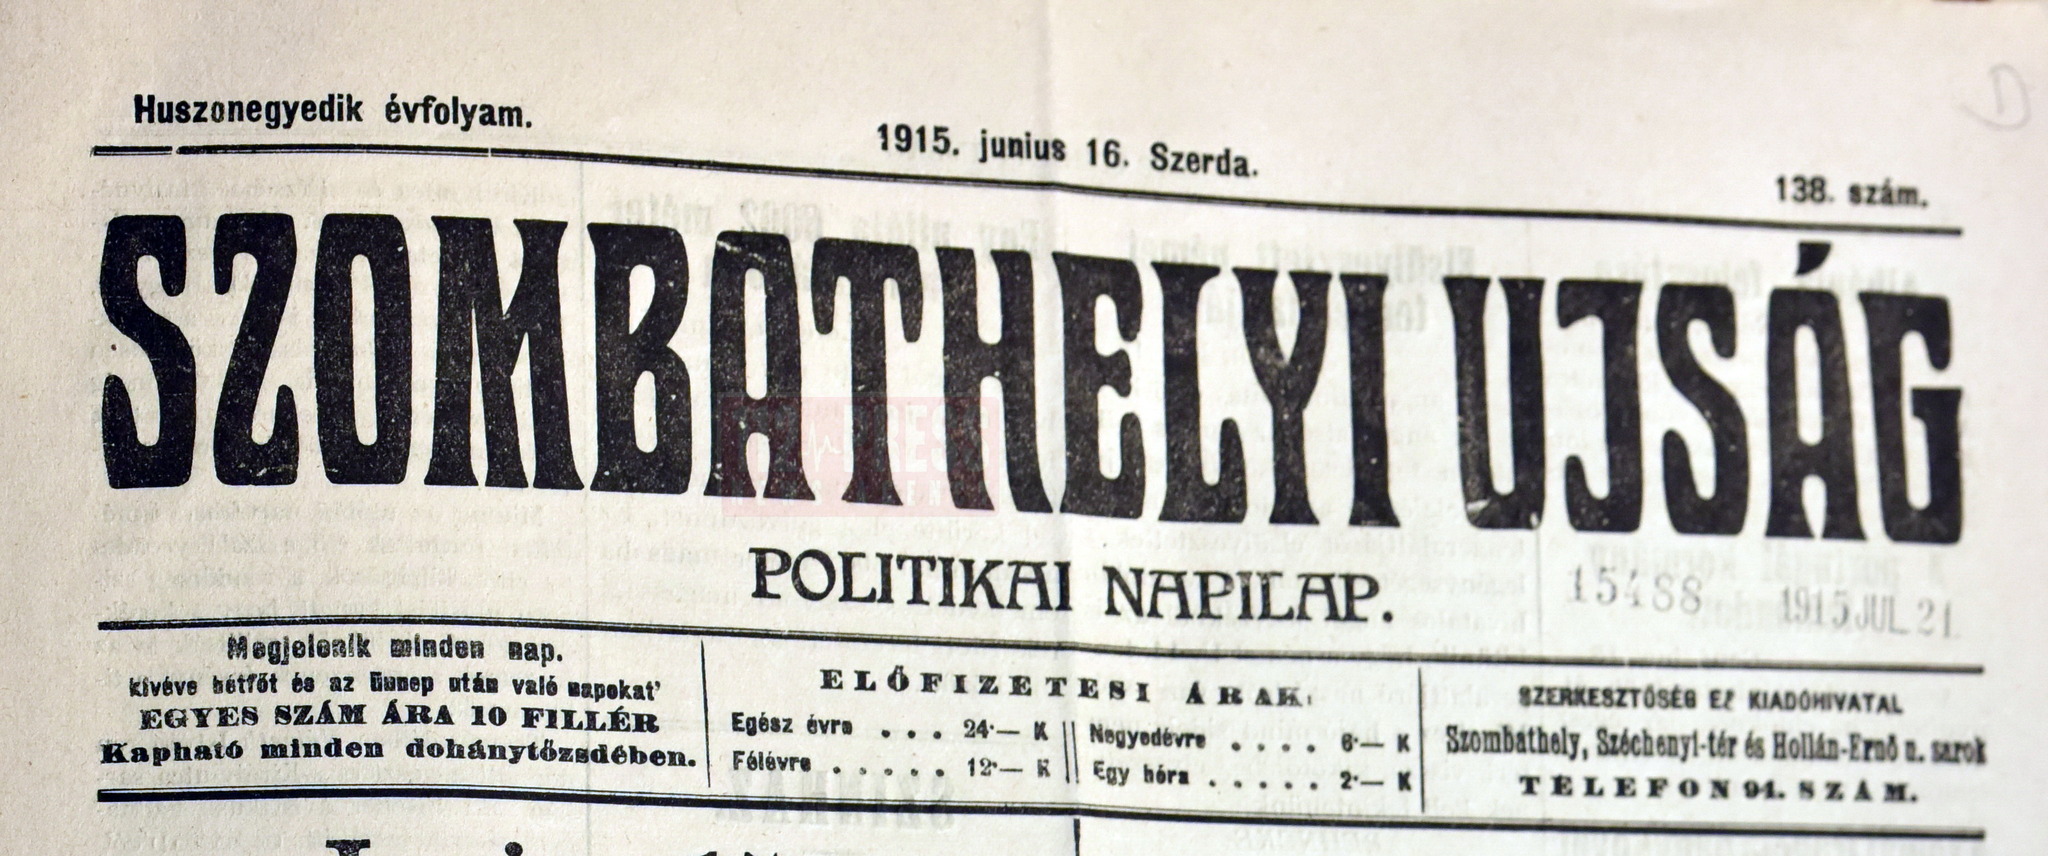 Huszonegyedik évfolyam.
1915. junius 16. Szerda.
138. szám.
SZOMBATHELYI UJSÁG
POLITIKAI NAPILAP.
15488 1915 JUL 21
Megjelenik minden nap.
kivéve hétfőt és az ünnep után való napokat'
EGYES SZÁM ÁRA 10 FILLÉR
Kapható minden dohánytőzsdében.
ELŐFIZETESI ÁRAK.
Egész évre . . . 24·— K
Félévre . . . . . 12·— K
Negyedévre . . . . 6·— K
Egy hóra . . . . . 2·— K
SZERKESZTŐSÉG ES KIADÓHIVATAL
Szombathely, Széchenyi-tér és Hollán-Ernő u. sarok
TELEFON 94. SZÁM.